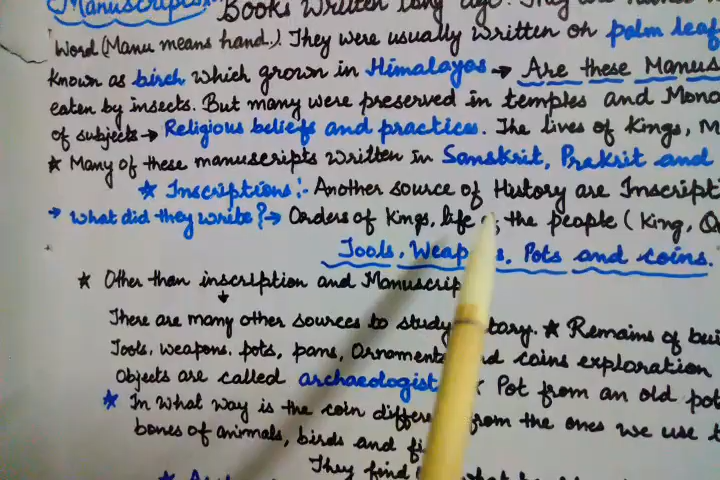 Manuscripts:- Books written long ago. They are
Word (Manu means hand.) They were usually written on palm leaf
Known as birch which grown in Himalayas → Are these Manus
eaten by insects. But many were preserved in temples and Mona
of subjects → Religious beliefs and practices. The lives of Kings, M
* Many of these manuscripts written in Sanskrit, Prakrit and
* Inscriptions:- Another source of History are Inscripti
→ What did they write? → Orders of Kings, life of the people (King, Qu
Tools, Weapons, Pots and coins.
* Other than inscription and Manuscrip
There are many other sources to study * Remains of bui
Tools, weapons. pots, pans, Ornaments and coins exploration
Objects are called archaeologist * Pot from an old pot
* In what way is the coin differ from the ones we use t
bones of animals, birds and
They find